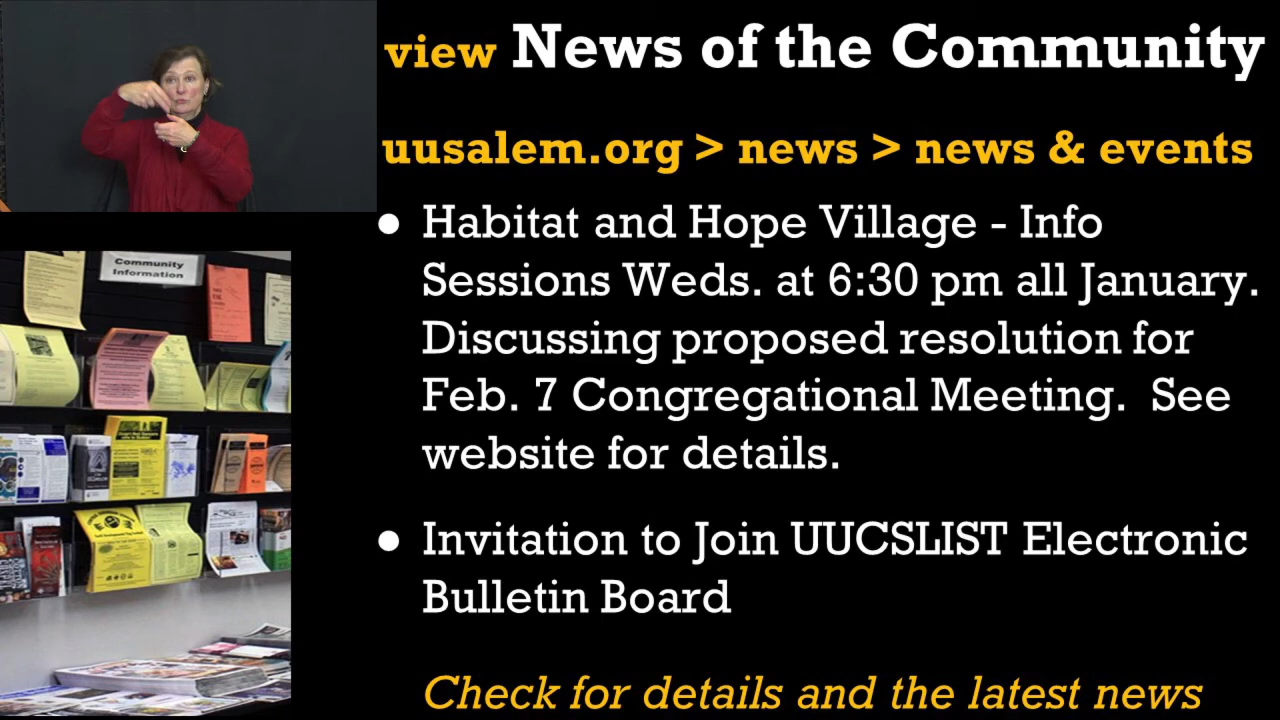 view News of the Community
uusalem.org > news > news & events
● Habitat and Hope Village - Info
Sessions Weds. at 6:30 pm all January.
Discussing proposed resolution for
Feb. 7 Congregational Meeting. See
website for details.
● Invitation to Join UUCSLIST Electronic
Bulletin Board
Check for details and the latest news
Community
Information